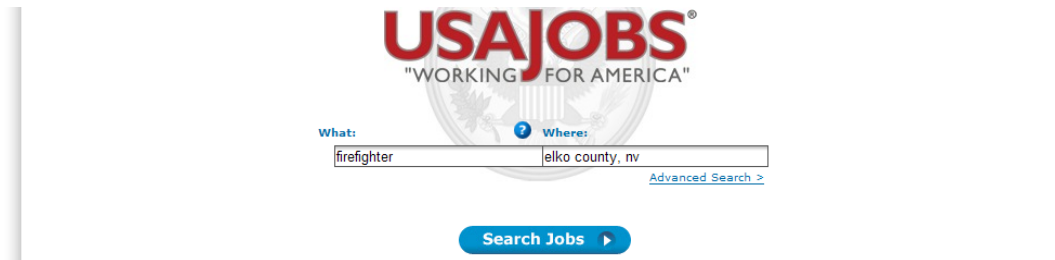 USAJOBS®
"WORKING FOR AMERICA"
What: ? Where:
firefighter elko county, nv
Advanced Search >
Search Jobs